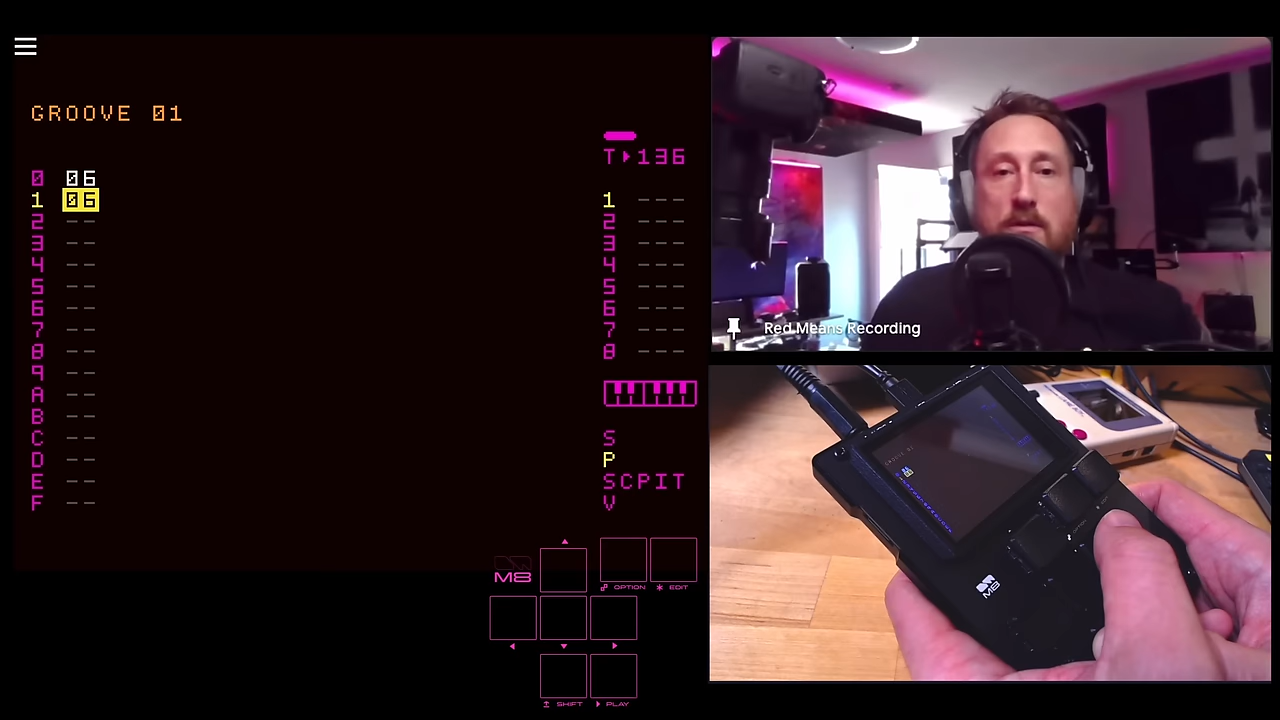 GROOVE 01
T▸136
0 06
1 06
2 --
3 --
4 --
5 --
6 --
7 --
8 --
9 --
A --
B --
C --
D --
E --
F --
1 ---
2 ---
3 ---
4 ---
5 ---
6 ---
7 ---
8 ---
S
P
SCPIT
V
M8
OPTION
EDIT
SHIFT
PLAY
Red Means Recording
M8